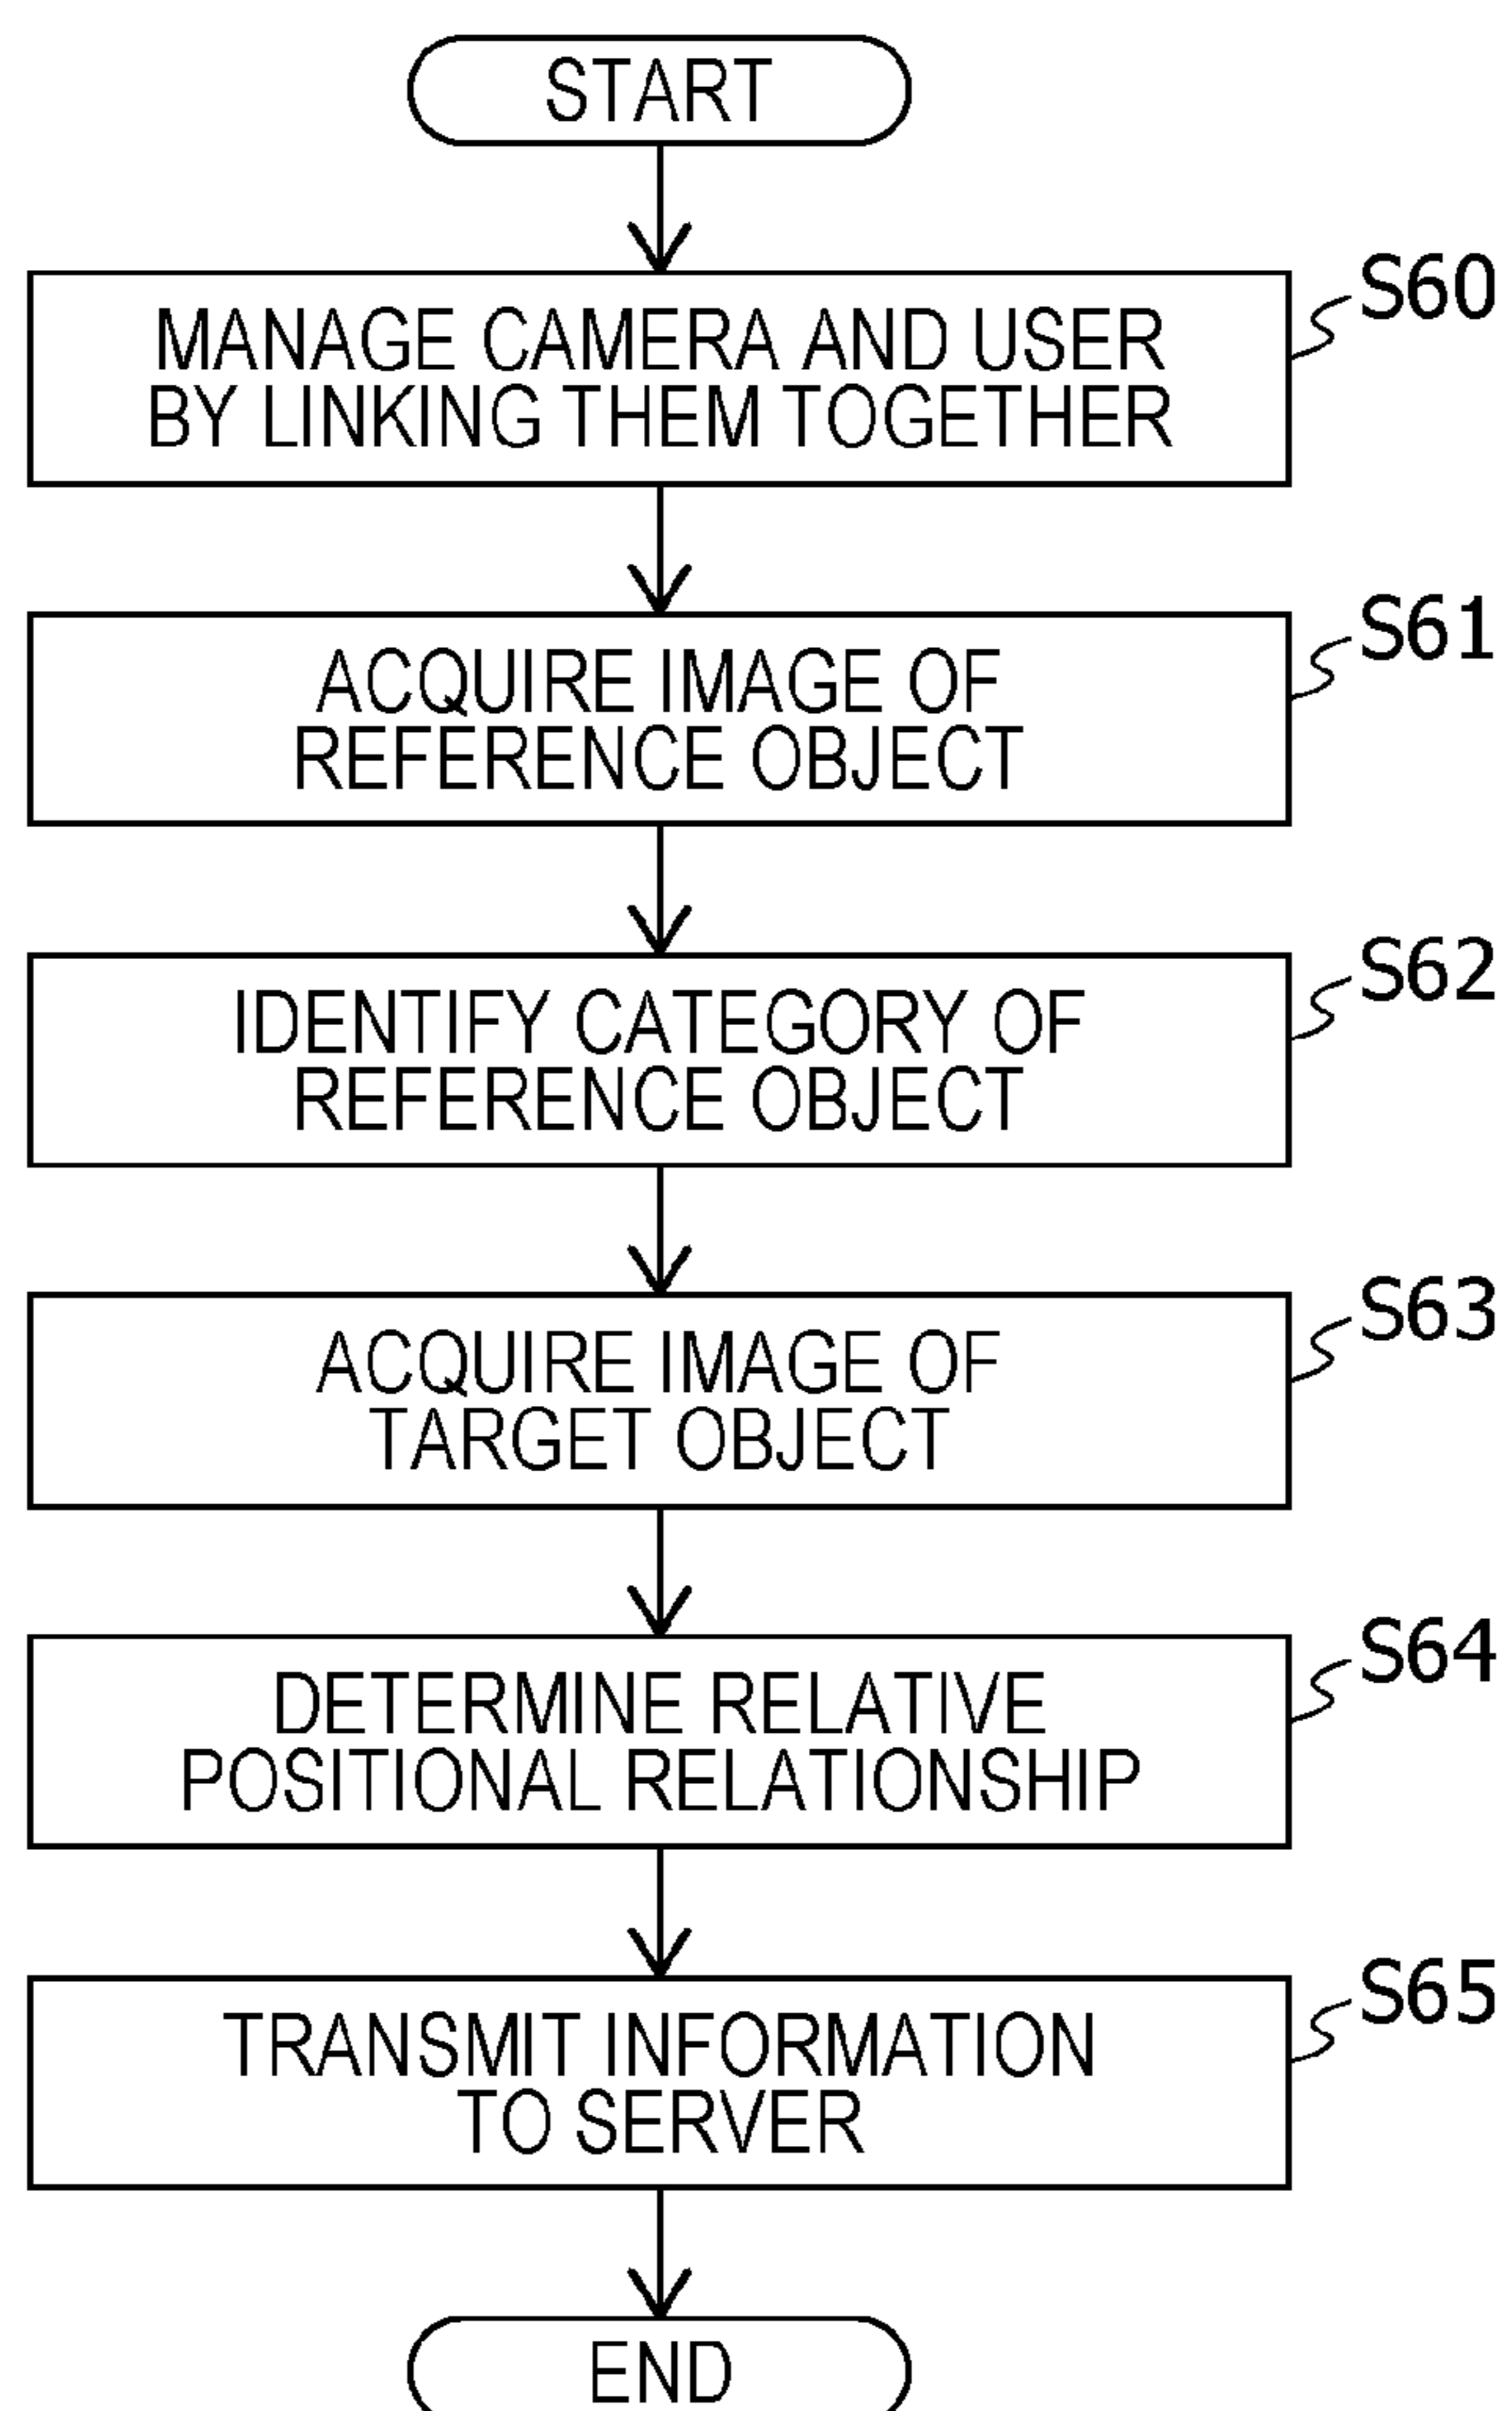 START
MANAGE CAMERA AND USER
BY LINKING THEM TOGETHER
S60
ACQUIRE IMAGE OF
REFERENCE OBJECT
S61
IDENTIFY CATEGORY OF
REFERENCE OBJECT
S62
ACQUIRE IMAGE OF
TARGET OBJECT
S63
DETERMINE RELATIVE
POSITIONAL RELATIONSHIP
S64
TRANSMIT INFORMATION
TO SERVER
S65
END